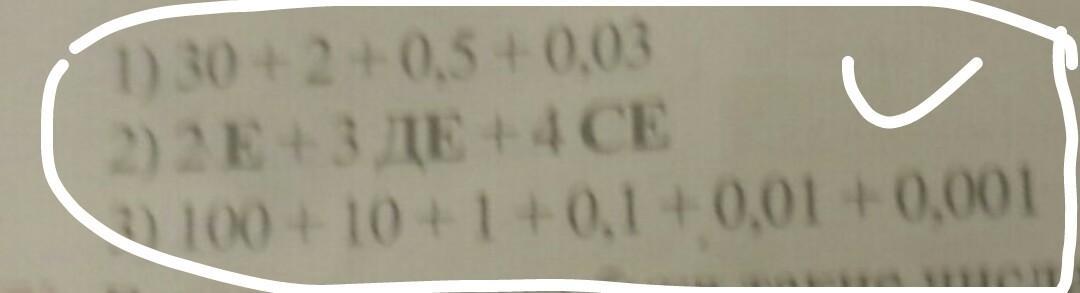 1) 30 + 2 + 0,5 + 0,03
2) 2 Е + 3 ДЕ + 4 СЕ
3) 100 + 10 + 1 + 0,1 + 0,01 + 0,001